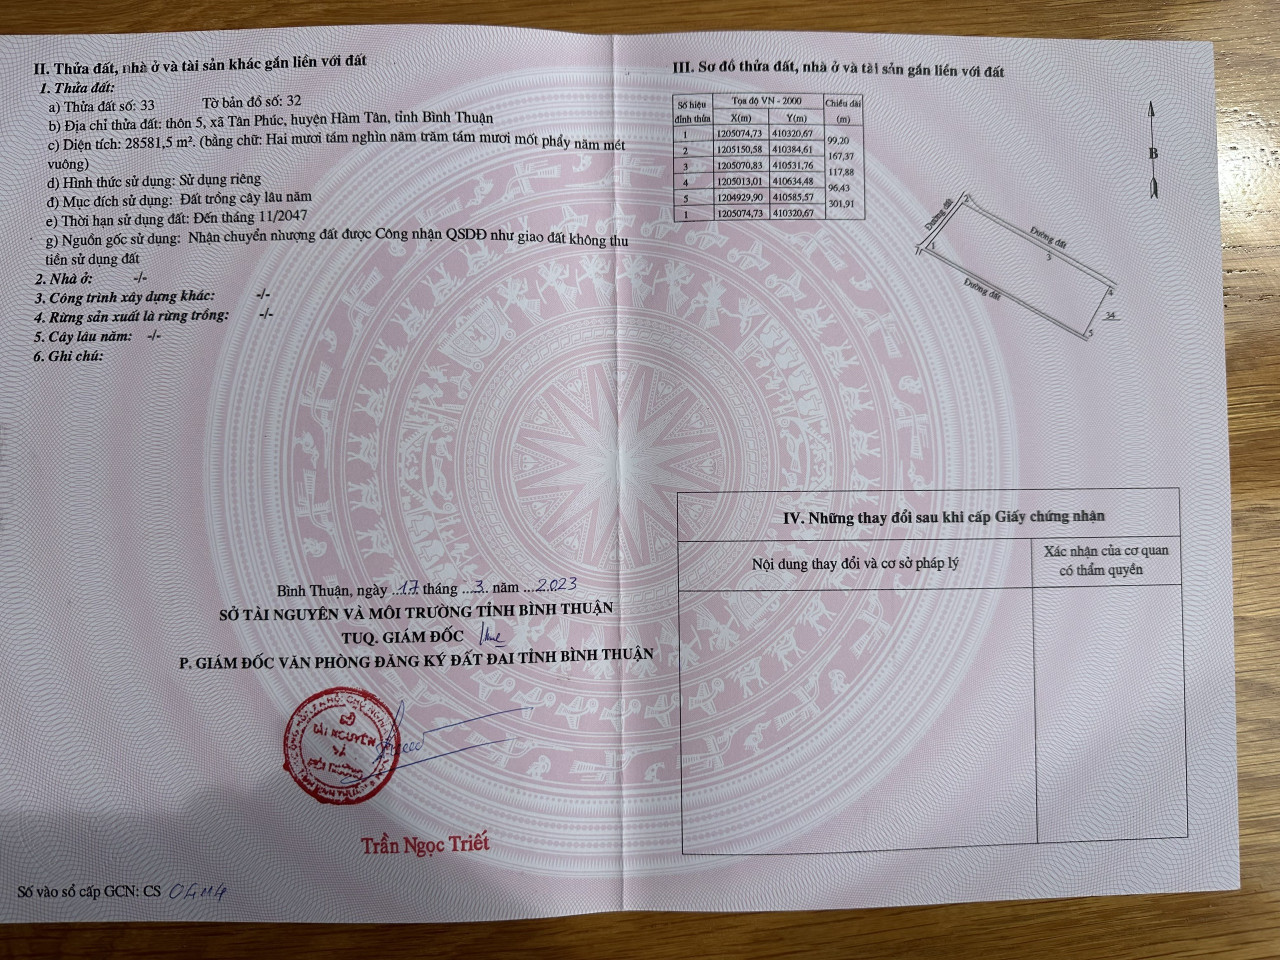 II. Thửa đất, nhà ở và tài sản khác gắn liền với đất
1. Thửa đất:
a) Thửa đất số: 33 Tờ bản đồ số: 32
b) Địa chỉ thửa đất: thôn 5, xã Tân Phúc, huyện Hàm Tân, tỉnh Bình Thuận
c) Diện tích: 28581,5 m². (bằng chữ: Hai mươi tám nghìn năm trăm tám mươi mốt phẩy năm mét
vuông)
d) Hình thức sử dụng: Sử dụng riêng
đ) Mục đích sử dụng: Đất trồng cây lâu năm
e) Thời hạn sử dụng đất: Đến tháng 11/2047
g) Nguồn gốc sử dụng: Nhận chuyển nhượng đất được Công nhận QSDĐ như giao đất không thu
tiền sử dụng đất
2. Nhà ở: -/-
3. Công trình xây dựng khác: -/-
4. Rừng sản xuất là rừng trồng: -/-
5. Cây lâu năm: -/-
6. Ghi chú:
Bình Thuận, ngày ..17 tháng ...3.. năm ...2023
SỞ TÀI NGUYÊN VÀ MÔI TRƯỜNG TỈNH BÌNH THUẬN
TUQ. GIÁM ĐỐC
P. GIÁM ĐỐC VĂN PHÒNG ĐĂNG KÝ ĐẤT ĐAI TỈNH BÌNH THUẬN
SỞ
TÀI NGUYÊN
VÀ
MÔI TRƯỜNG
Trần Ngọc Triết
Số vào sổ cấp GCN: CS
III. Sơ đồ thửa đất, nhà ở và tài sản gắn liền với đất
Số hiệu đỉnh thửa Tọa độ VN - 2000 Chiều dài (m)
X(m) Y(m)
1 1205074,73 410320,67
99,20
2 1205150,58 410384,61
167,37
3 1205070,83 410531,76
117,88
4 1205013,01 410634,48
96,43
5 1204929,90 410585,57
301,91
1 1205074,73 410320,67
B
Đường đất
2
Đường đất
3
1
Đường đất
4
34
5
IV. Những thay đổi sau khi cấp Giấy chứng nhận
Nội dung thay đổi và cơ sở pháp lý
Xác nhận của cơ quan
có thẩm quyền